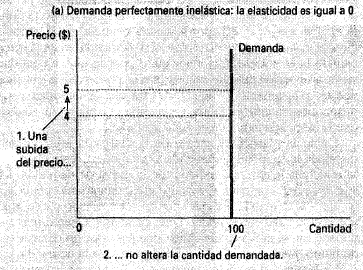 (a) Demanda perfectamente inelástica: la elasticidad es igual a 0
Precio ($)
Demanda
5
4
1. Una
subida
del precio...
0
100
Cantidad
2. ... no altera la cantidad demandada.